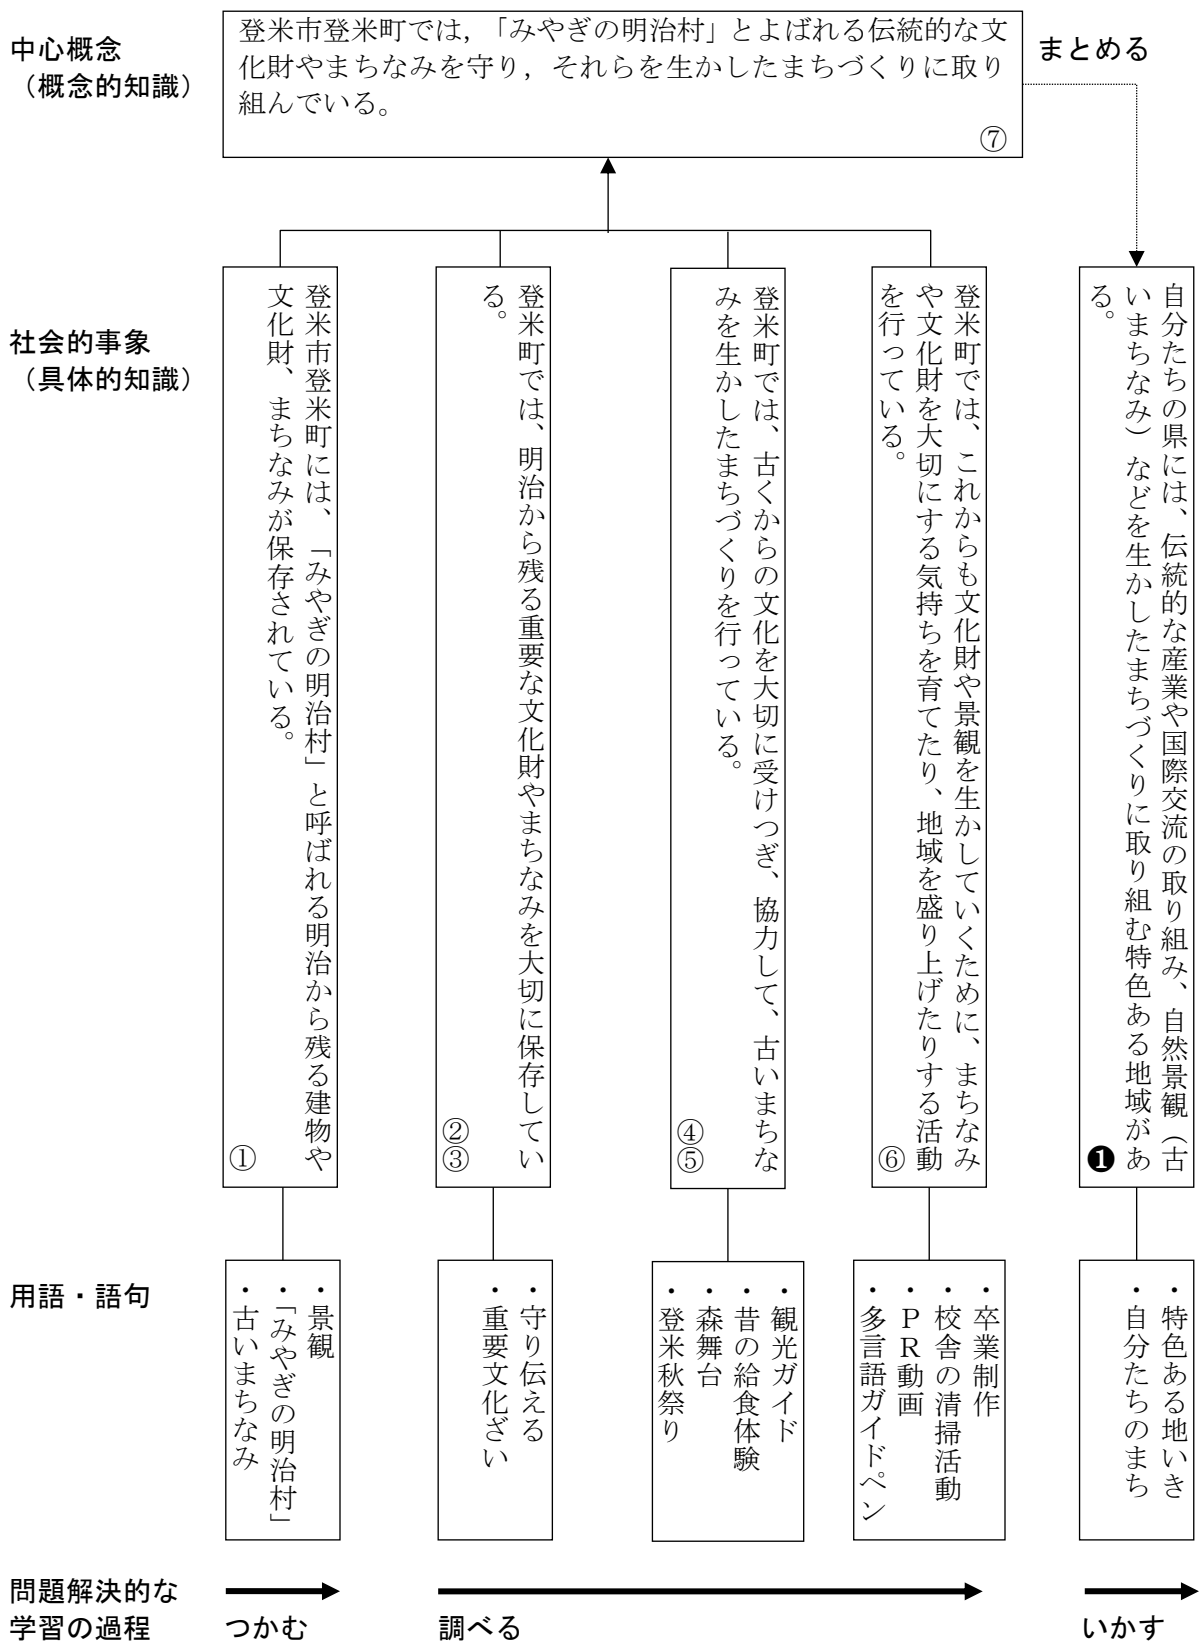 中心概念
（概念的知識）
登米市登米町では，「みやぎの明治村」とよばれる伝統的な文
化財やまちなみを守り，それらを生かしたまちづくりに取り
組んでいる。
⑦
まとめる
社会的事象
（具体的知識）
登米市登米町には、「みやぎの明治村」と呼ばれる明治から残る建物や
文化財、まちなみが保存されている。
①
登米町では、明治から残る重要な文化財やまちなみを大切に保存してい
る。
②
③
登米町では、古くからの文化を大切に受けつぎ、協力して、古いまちな
みを生かしたまちづくりを行っている。
④
⑤
登米町では、これからも文化財や景観を生かしていくために、まちなみ
や文化財を大切にする気持ちを育てたり、地域を盛り上げたりする活動
を行っている。
⑥
自分たちの県には、伝統的な産業や国際交流の取り組み、自然景観（古
いまちなみ）などを生かしたまちづくりに取り組む特色ある地域があ
る。
❶
用語・語句
・景観
・「みやぎの明治村」
・古いまちなみ
・守り伝える
・重要文化ざい
・観光ガイド
・昔の給食体験
・森舞台
・登米秋祭り
・卒業制作
・校舎の清掃活動
・ＰＲ動画
・多言語ガイドペン
・特色ある地いき
・自分たちのまち
問題解決的な
学習の過程
つかむ
調べる
いかす